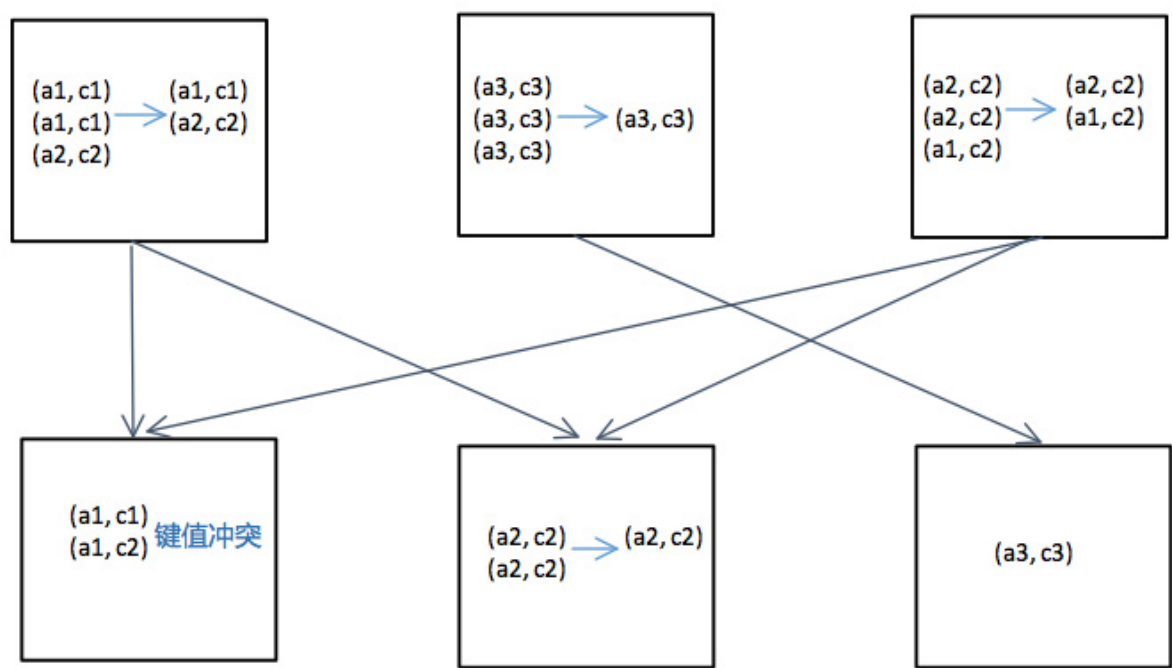 (a1, c1)
(a1, c1)
(a2, c2)
(a1, c1)
(a2, c2)
(a3, c3)
(a3, c3)
(a3, c3)
(a3, c3)
(a2, c2)
(a2, c2)
(a1, c2)
(a2, c2)
(a1, c2)
(a1, c1)
(a1, c2)
键值冲突
(a2, c2)
(a2, c2)
(a2, c2)
(a3, c3)